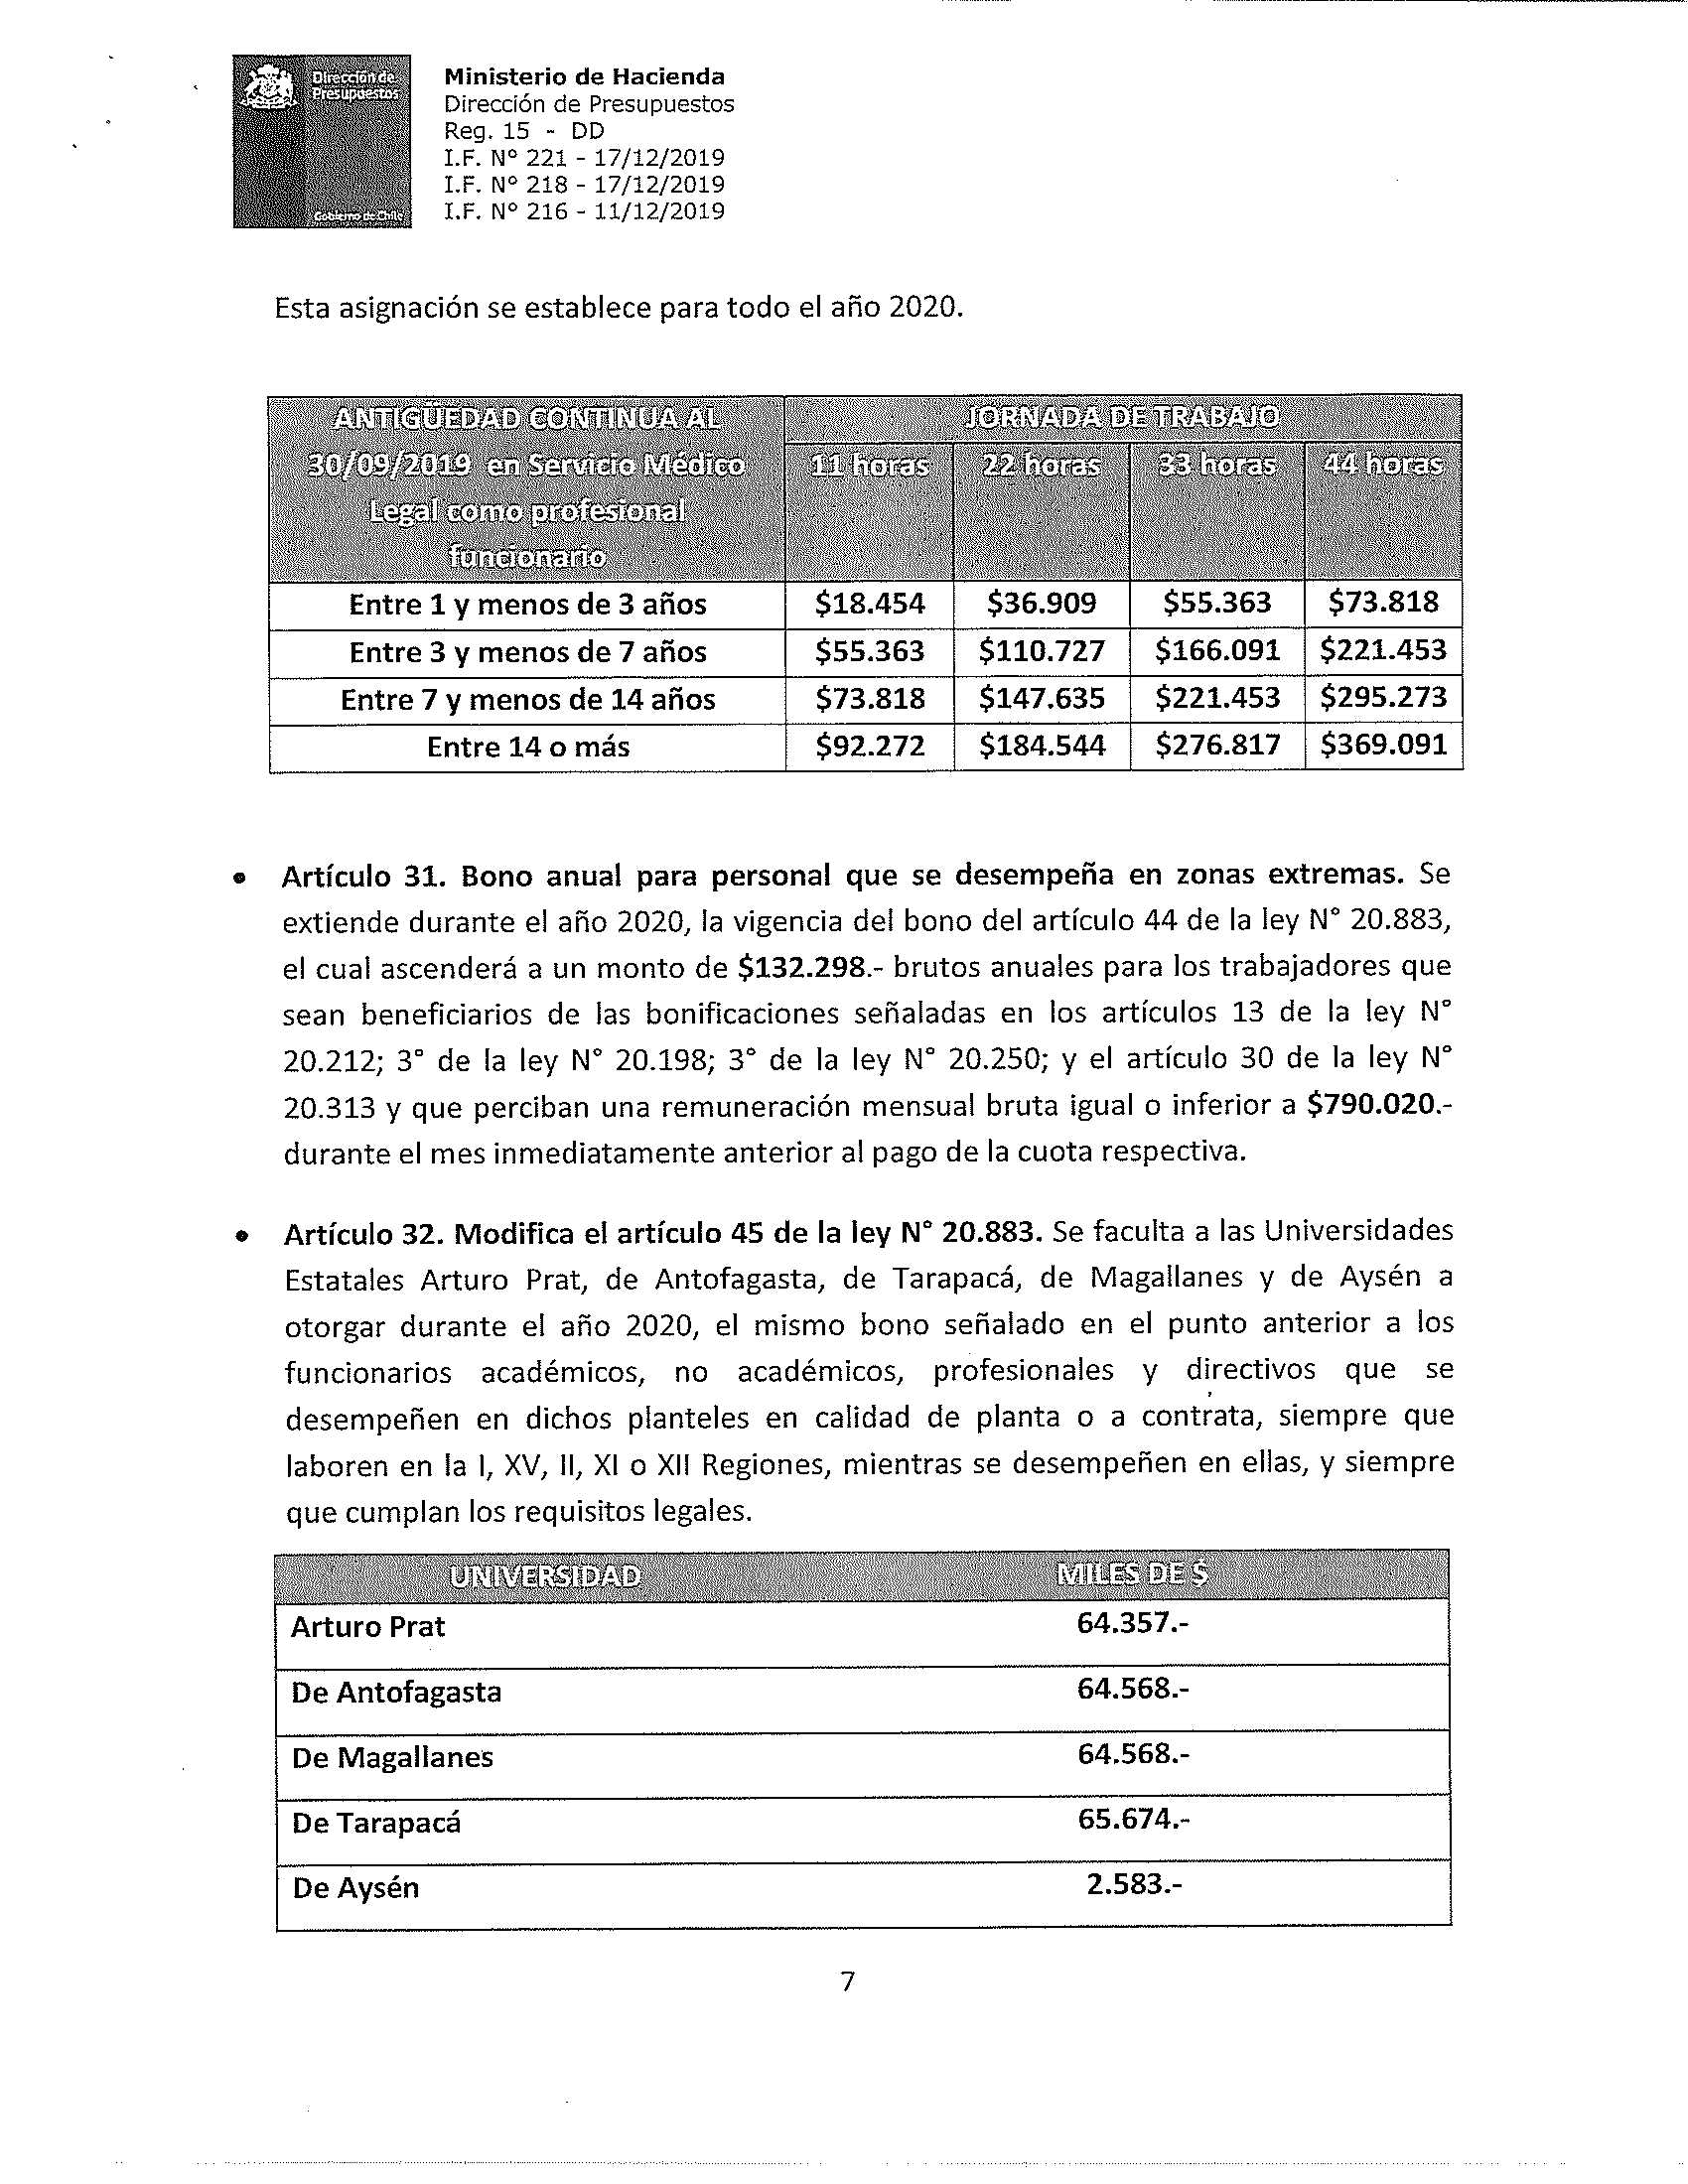 Dirección de
Presupuestos
Gobierno de Chile
Ministerio de Hacienda
Dirección de Presupuestos
Reg. 15 - DD
I.F. N° 221 - 17/12/2019
I.F. N° 218 - 17/12/2019
I.F. N° 216 - 11/12/2019
Esta asignación se establece para todo el año 2020.
ANTIGÜEDAD CONTINUA AL JORNADA DE TRABAJO
30/09/2019 en Servicio Médico 11 horas 22 horas 33 horas 44 horas
Legal como profesional
funcionario
Entre 1 y menos de 3 años $18.454 $36.909 $55.363 $73.818
Entre 3 y menos de 7 años $55.363 $110.727 $166.091 $221.453
Entre 7 y menos de 14 años $73.818 $147.635 $221.453 $295.273
Entre 14 o más $92.272 $184.544 $276.817 $369.091
• Artículo 31. Bono anual para personal que se desempeña en zonas extremas. Se
extiende durante el año 2020, la vigencia del bono del artículo 44 de la ley N° 20.883,
el cual ascenderá a un monto de $132.298.- brutos anuales para los trabajadores que
sean beneficiarios de las bonificaciones señaladas en los artículos 13 de la ley N°
20.212; 3° de la ley N° 20.198; 3° de la ley N° 20.250; y el artículo 30 de la ley N°
20.313 y que perciban una remuneración mensual bruta igual o inferior a $790.020.-
durante el mes inmediatamente anterior al pago de la cuota respectiva.
• Artículo 32. Modifica el artículo 45 de la ley N° 20.883. Se faculta a las Universidades
Estatales Arturo Prat, de Antofagasta, de Tarapacá, de Magallanes y de Aysén a
otorgar durante el año 2020, el mismo bono señalado en el punto anterior a los
funcionarios académicos, no académicos, profesionales y directivos que se
desempeñen en dichos planteles en calidad de planta o a contrata, siempre que
laboren en la I, XV, II, XI o XII Regiones, mientras se desempeñen en ellas, y siempre
que cumplan los requisitos legales.
UNIVERSIDAD MILES DE $
Arturo Prat 64.357.-
De Antofagasta 64.568.-
De Magallanes 64.568.-
De Tarapacá 65.674.-
De Aysén 2.583.-
7